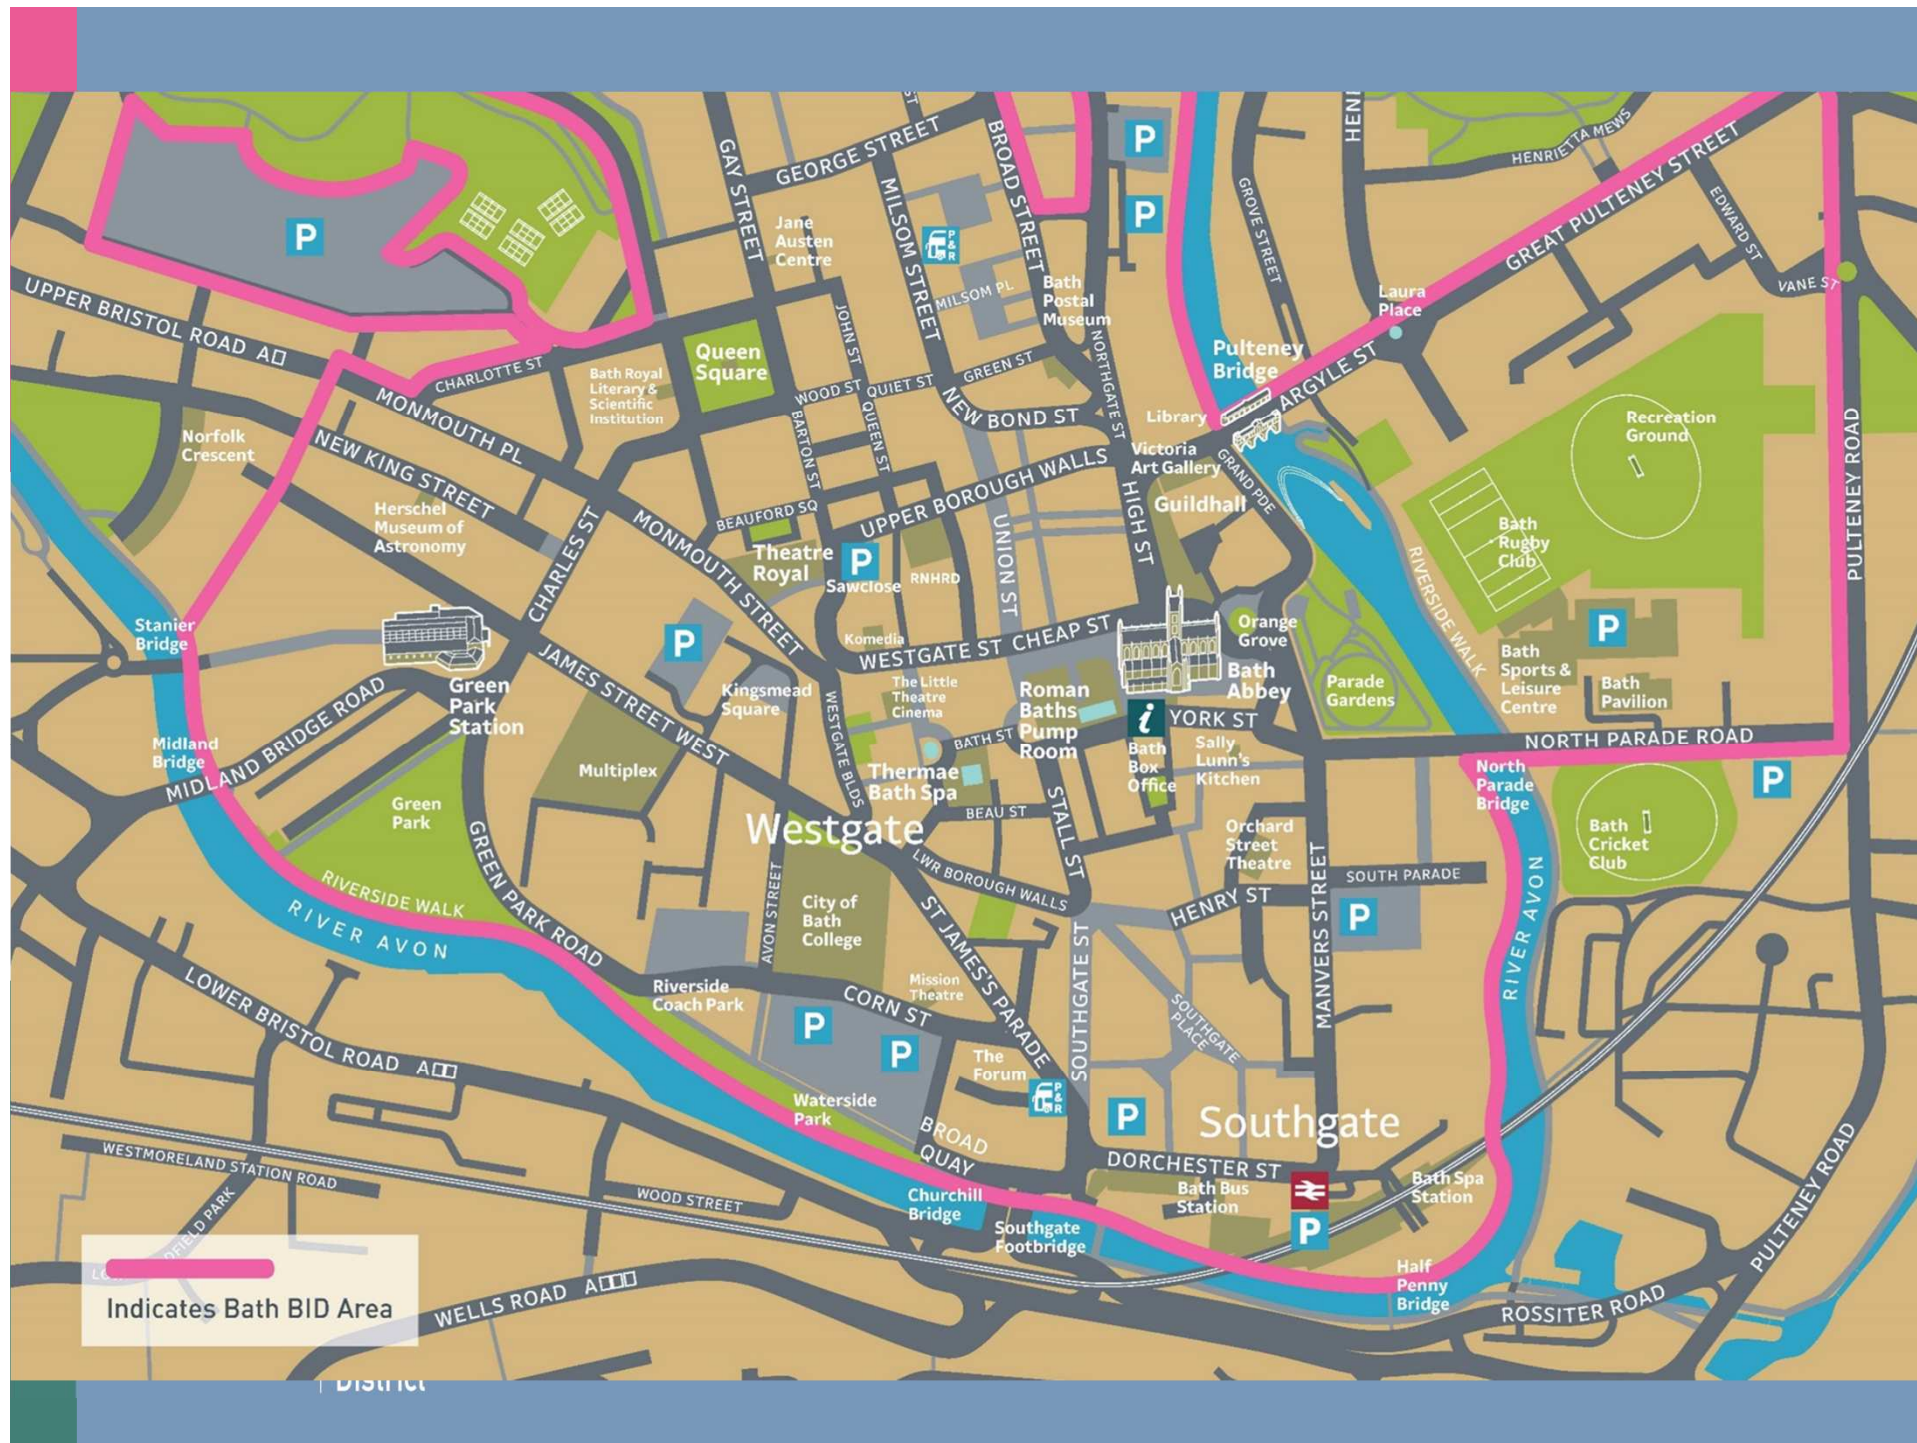 GAY STREET
GEORGE STREET
MILSOM STREET
BROAD STREET
P
P
HENRIETTA MEWS
GREAT PULTENEY STREET
GROVE STREET
EDWARD ST
VANE ST
P
Jane
Austen
Centre
P&R
MILSOM PL
Bath
Postal
Museum
Laura
Place
UPPER BRISTOL ROAD A
JOHN ST
Queen
Square
Pulteney
Bridge
ARGYLE ST
NORTHGATE ST
CHARLOTTE ST
Bath Royal
Literary &
Scientific
Institution
WOOD ST
QUIET ST
GREEN ST
NEW BOND ST
Library
Recreation
Ground
PULTENEY ROAD
MONMOUTH PL
BARTON ST
QUEEN ST
Norfolk
Crescent
NEW KING STREET
Victoria
Art Gallery
GRAND PDE
UPPER BOROUGH WALLS
Guildhall
HIGH ST
Herschel
Museum of
Astronomy
CHARLES ST
MONMOUTH STREET
BEAUFORD SQ
Theatre
Royal
P
Sawclose
RNHRD
UNION ST
Bath
Rugby
Club
RIVERSIDE WALK
Stanier
Bridge
P
Komedia
WESTGATE ST
CHEAP ST
Orange
Grove
P
Bath
Abbey
Parade
Gardens
Bath
Sports &
Leisure
Centre
Bath
Pavilion
JAMES STREET WEST
Green
Park
Station
Kingsmead
Square
The Little
Theatre
Cinema
WESTGATE BLDS
Roman
Baths
Pump
Room
i
YORK ST
BATH ST
Bath
Box
Office
Sally
Lunn's
Kitchen
NORTH PARADE ROAD
Midland
Bridge
MIDLAND BRIDGE ROAD
Multiplex
Thermae
Bath Spa
BEAU ST
STALL ST
North
Parade
Bridge
P
Green
Park
Westgate
Orchard
Street
Theatre
Bath
Cricket
Club
GREEN PARK ROAD
LWR BOROUGH WALLS
MANVERS STREET
SOUTH PARADE
RIVERSIDE WALK
RIVER AVON
AVON STREET
City of
Bath
College
ST JAMES'S PARADE
HENRY ST
P
RIVER AVON
LOWER BRISTOL ROAD A
Riverside
Coach Park
CORN ST
Mission
Theatre
SOUTHGATE ST
SOUTHGATE
PLACE
P
P
The
Forum
P&R
P
Southgate
Waterside
Park
BROAD
QUAY
DORCHESTER ST
WESTMORELAND STATION ROAD
WOOD STREET
Churchill
Bridge
Southgate
Footbridge
Bath Bus
Station
P
Bath Spa
Station
Half
Penny
Bridge
PULTENEY ROAD
ROSSITER ROAD
WELLS ROAD A
Indicates Bath BID Area
District